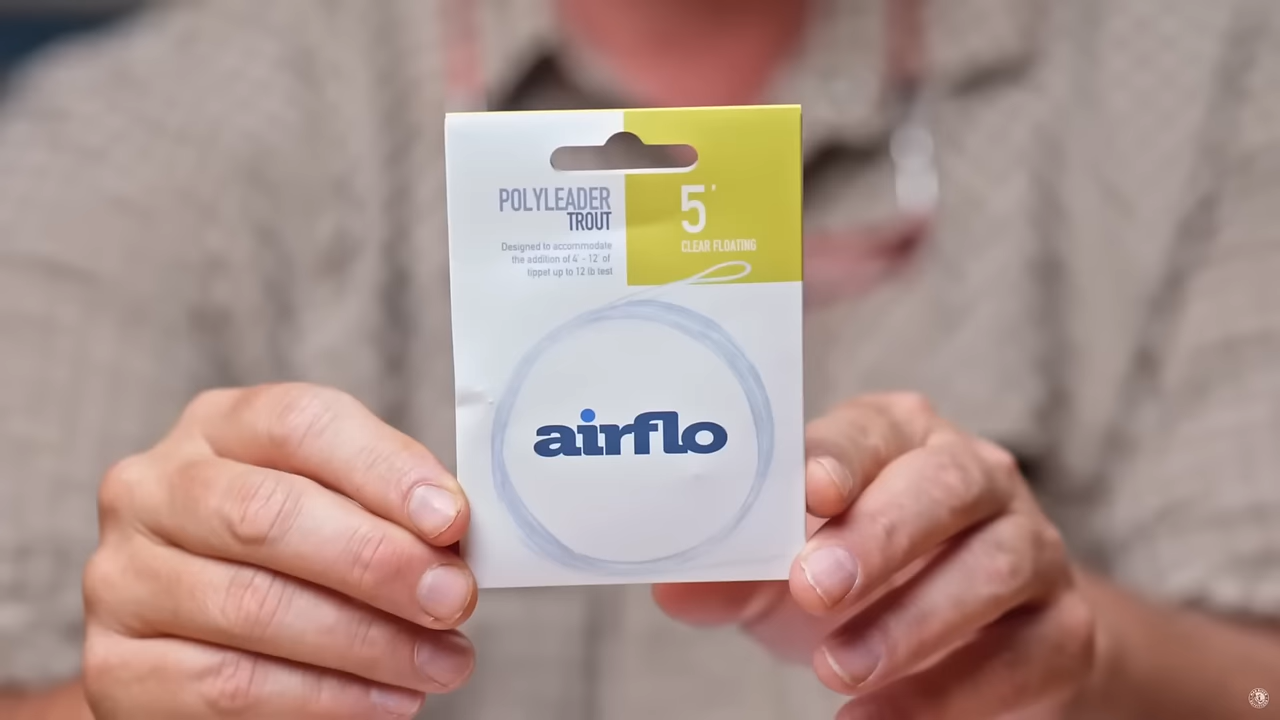 POLYLEADER
TROUT
Designed to accommodate
the addition of 4' - 12' of
tippet up to 12 lb test
5'
CLEAR FLOATING
airflo